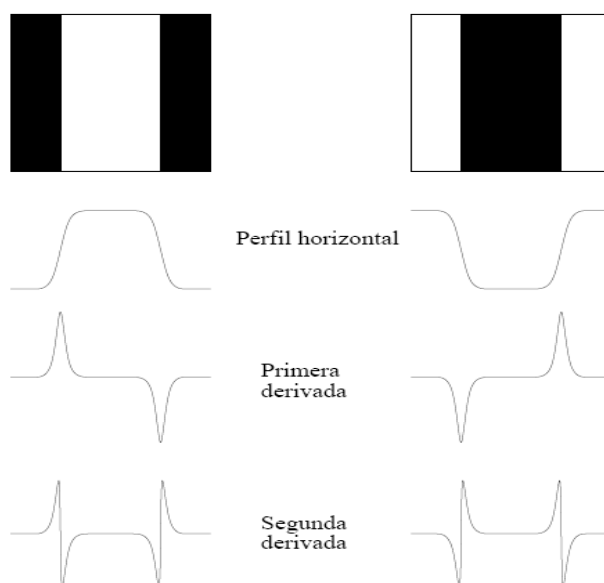 Perfil horizontal
Primera
derivada
Segunda
derivada